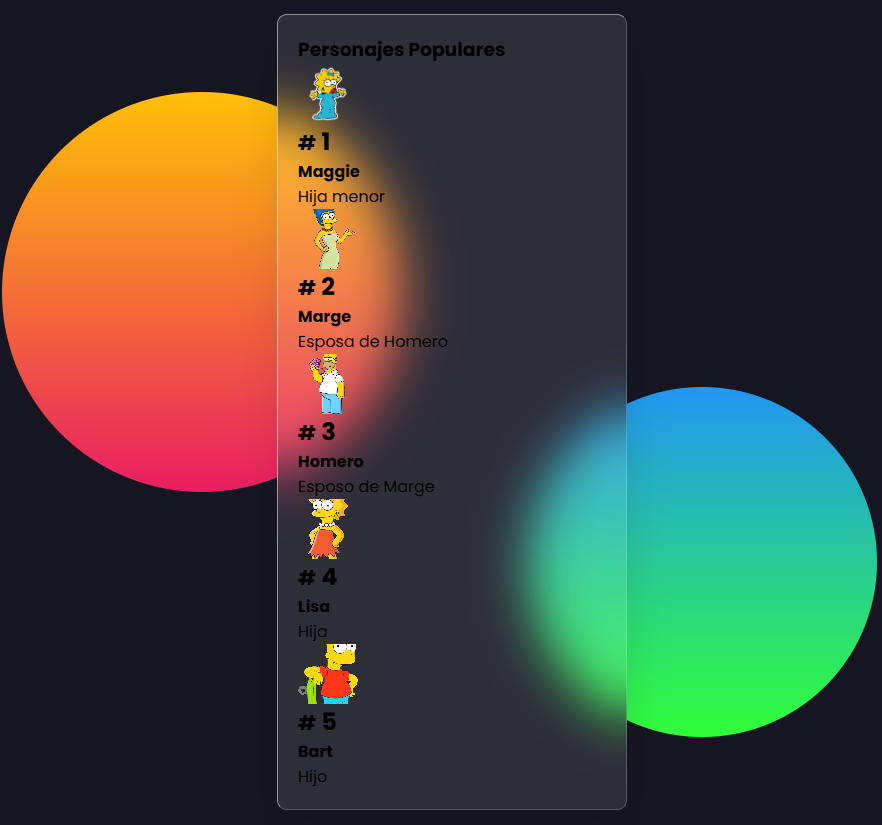 Personajes Populares
# 1
Maggie
Hija menor
# 2
Marge
Esposa de Homero
# 3
Homero
Esposo de Marge
# 4
Lisa
Hija
# 5
Bart
Hijo